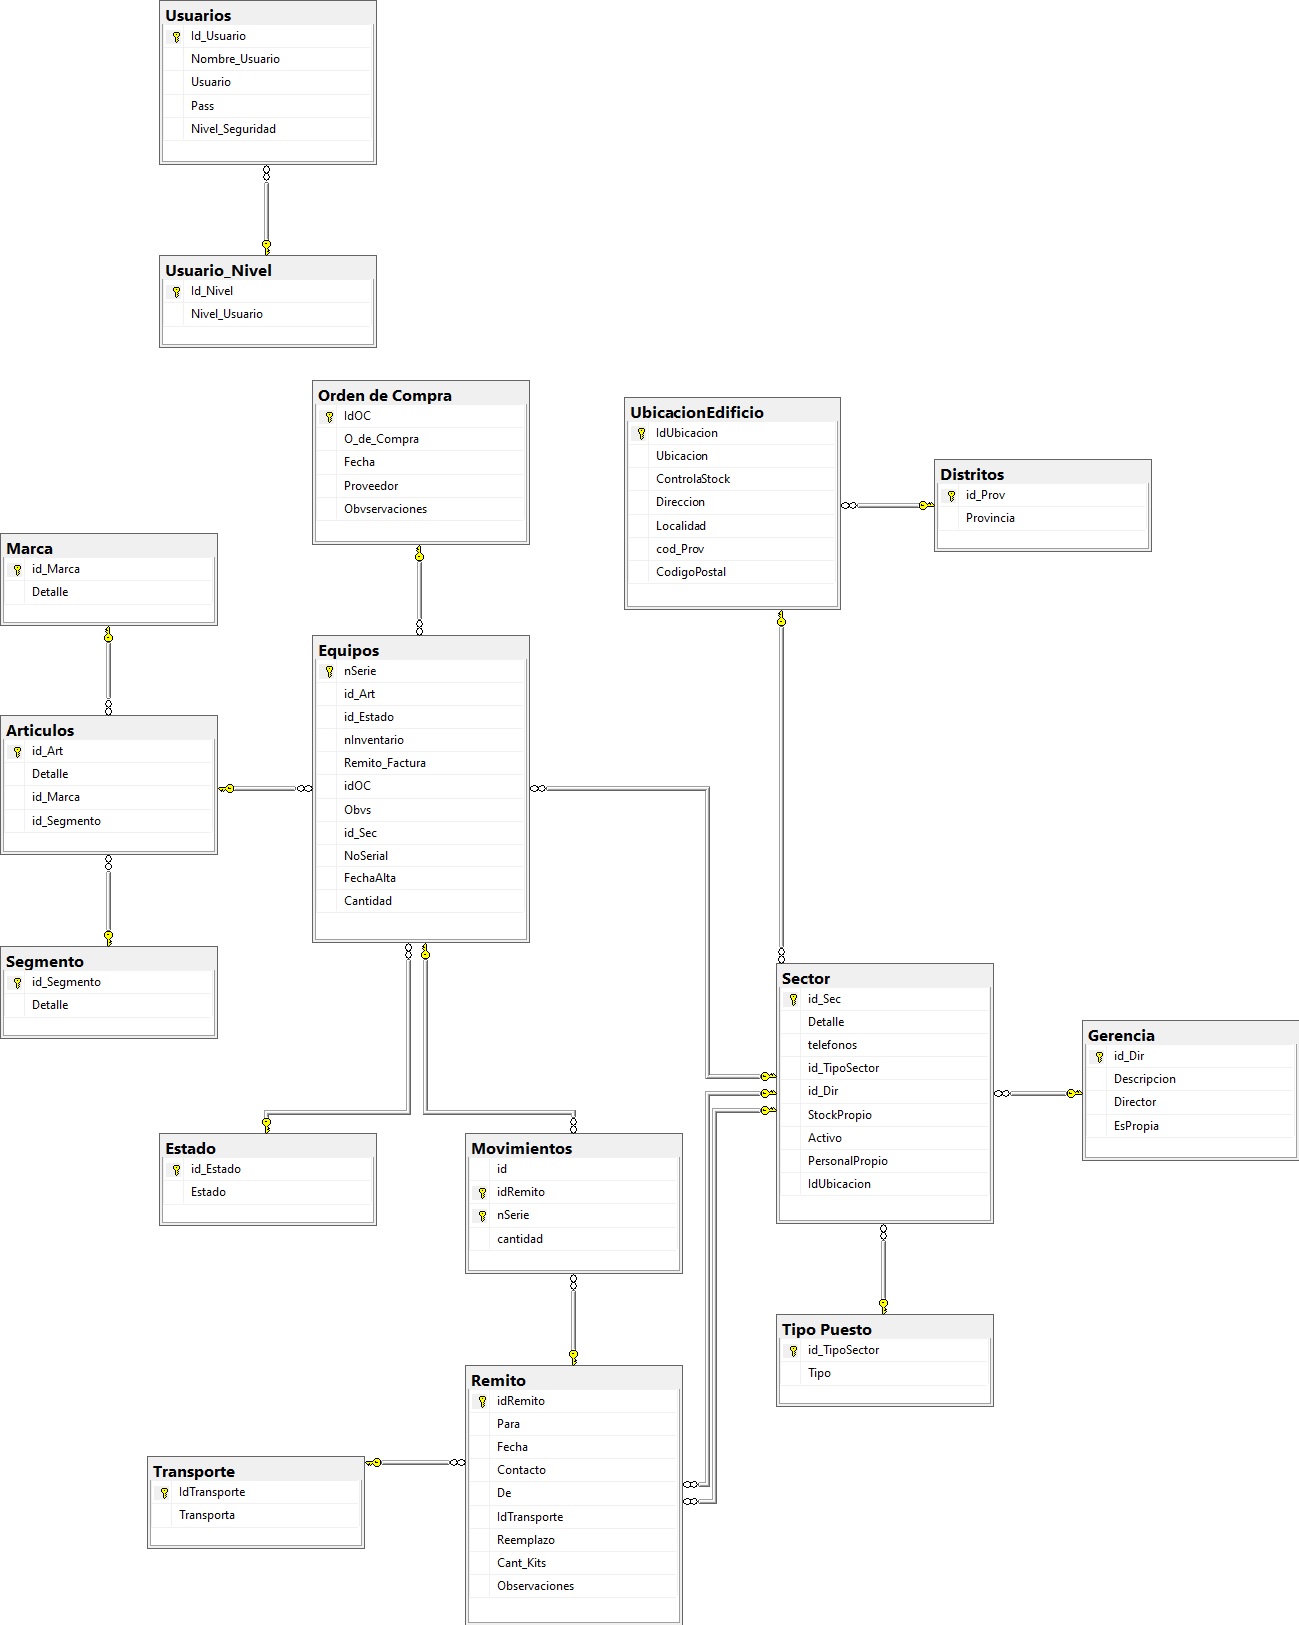 Usuarios
Id_Usuario
Nombre_Usuario
Usuario
Pass
Nivel_Seguridad
Usuario_Nivel
Id_Nivel
Nivel_Usuario
Orden de Compra
IdOC
O_de_Compra
Fecha
Proveedor
Obvservaciones
UbicacionEdificio
IdUbicacion
Ubicacion
ControlaStock
Direccion
Localidad
cod_Prov
CodigoPostal
Distritos
id_Prov
Provincia
Marca
id_Marca
Detalle
Equipos
nSerie
id_Art
id_Estado
nInventario
Remito_Factura
idOC
Obvs
id_Sec
NoSerial
FechaAlta
Cantidad
Articulos
id_Art
Detalle
id_Marca
id_Segmento
Segmento
id_Segmento
Detalle
Sector
id_Sec
Detalle
telefonos
id_TipoSector
id_Dir
StockPropio
Activo
PersonalPropio
IdUbicacion
Gerencia
id_Dir
Descripcion
Director
EsPropia
Estado
id_Estado
Estado
Movimientos
id
idRemito
nSerie
cantidad
Tipo Puesto
id_TipoSector
Tipo
Remito
idRemito
Para
Fecha
Contacto
De
IdTransporte
Reemplazo
Cant_Kits
Observaciones
Transporte
IdTransporte
Transporta